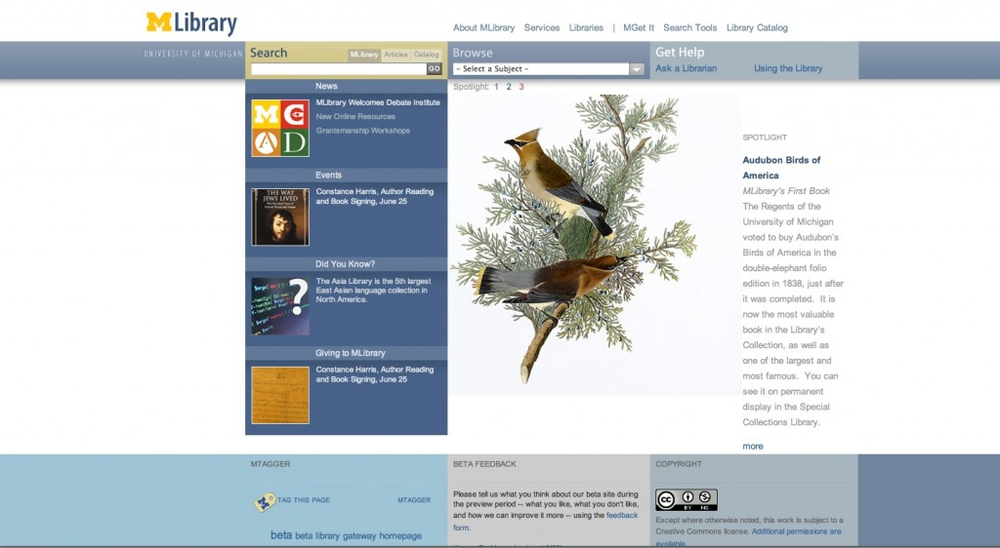 MLibrary
About MLibrary Services Libraries | MGet It Search Tools Library Catalog
UNIVERSITY OF MICHIGAN
Search MLibrary Articles Catalog
GO
Browse
– Select a Subject –
Get Help
Ask a Librarian Using the Library
News
MLibrary Welcomes Debate Institute
New Online Resources
Grantsmanship Workshops
M C
A D
Events
THE WAY
JEWS LIVED
Constance Harris, Author Reading
and Book Signing, June 25
Did You Know?
?
The Asia Library is the 5th largest
East Asian language collection in
North America.
Giving to MLibrary
Constance Harris, Author Reading
and Book Signing, June 25
Spotlight: 1 2 3
SPOTLIGHT
Audubon Birds of
America
MLibrary's First Book
The Regents of the
University of Michigan
voted to buy Audubon's
Birds of America in the
double-elephant folio
edition in 1838, just after
it was completed. It is
now the most valuable
book in the Library's
Collection, as well as
one of the largest and
most famous. You can
see it on permanent
display in the Special
Collections Library.
more
MTAGGER
TAG THIS PAGE MTAGGER
beta beta library gateway homepage
BETA FEEDBACK
Please tell us what you think about our beta site during
the preview period -- what you like, what you don't like,
and how we can improve it more -- using the feedback
form.
COPYRIGHT
cc BY NC
Except where otherwise noted, this work is subject to a
Creative Commons license. Additional permissions are
available.